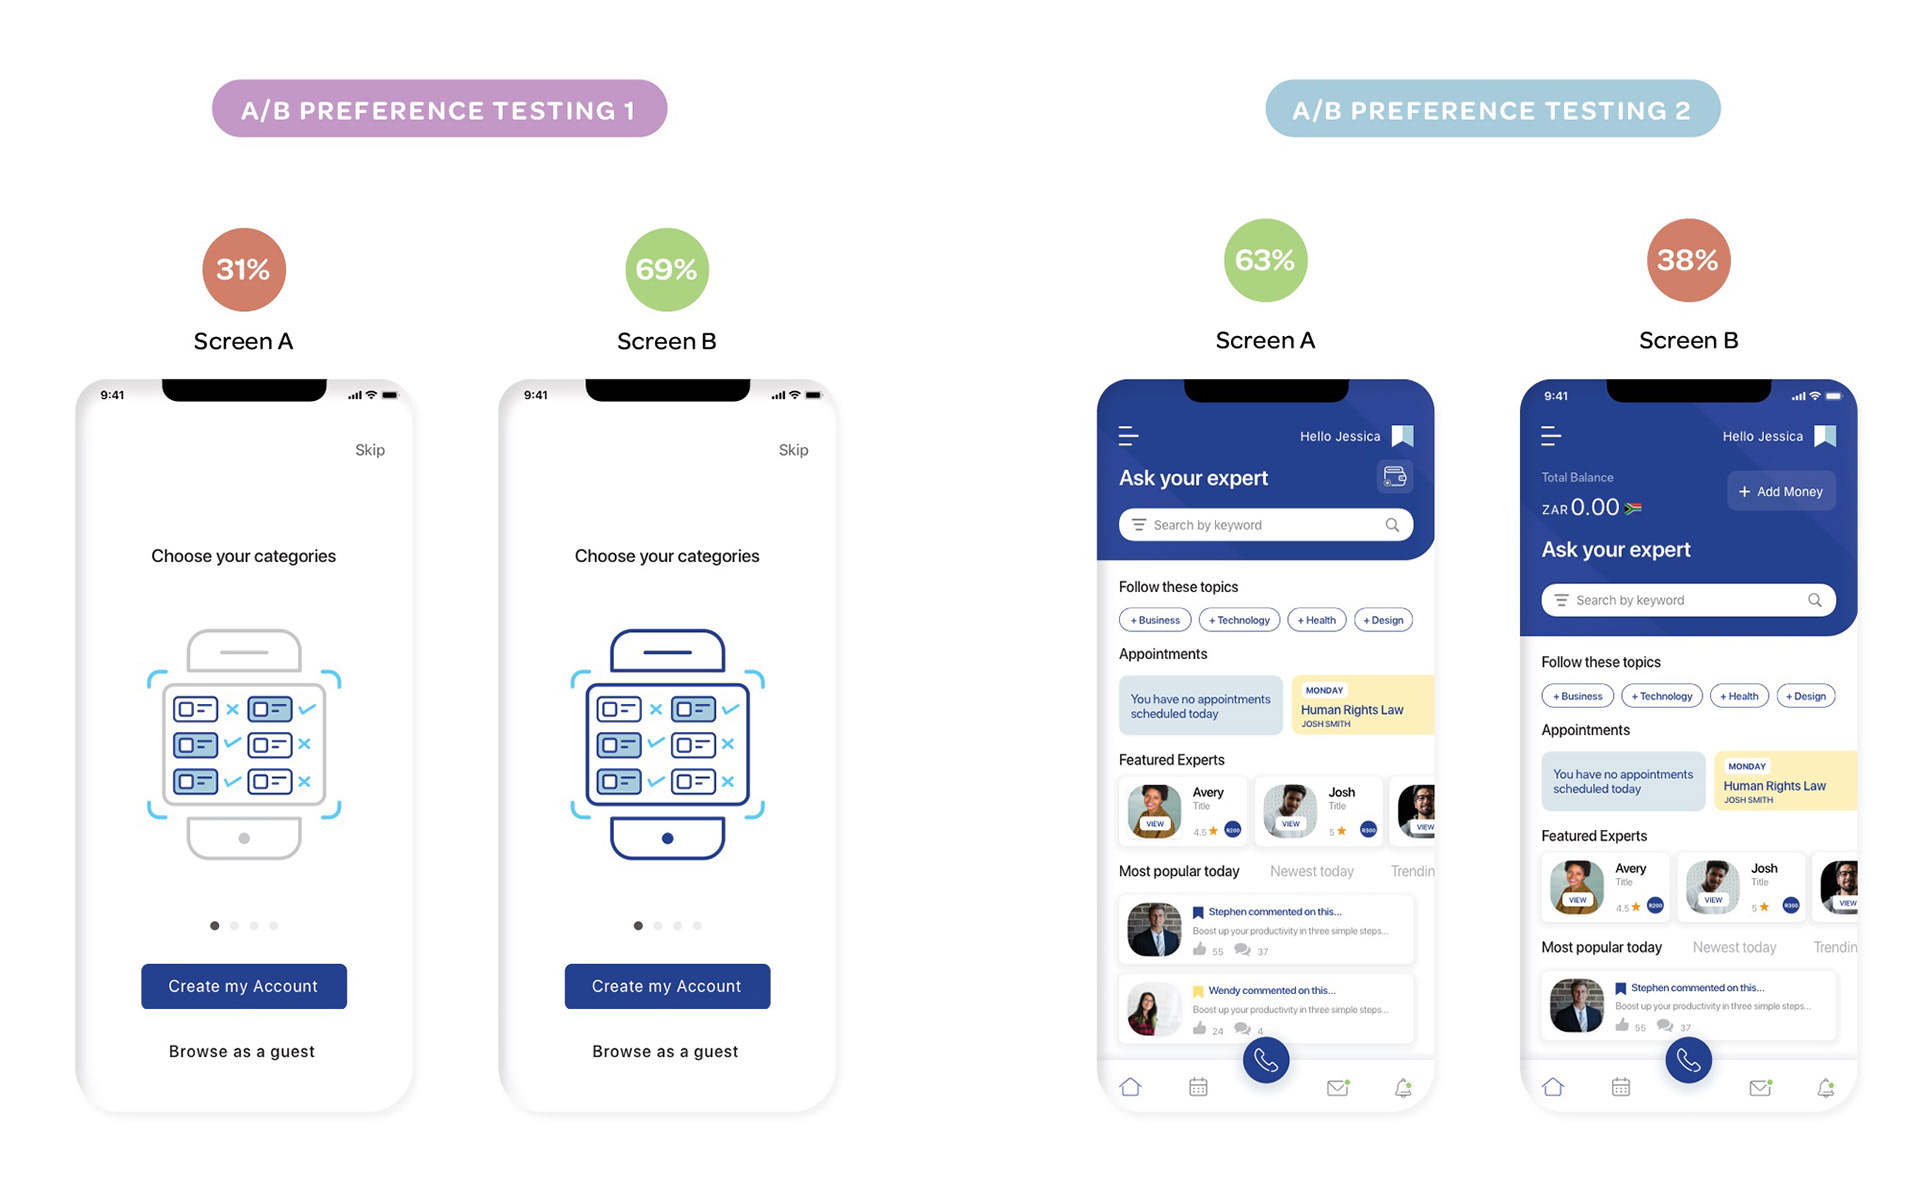 A/B PREFERENCE TESTING 1
31%
Screen A
9:41
Skip
Choose your categories
Create my Account
Browse as a guest
69%
Screen B
9:41
Skip
Choose your categories
Create my Account
Browse as a guest
A/B PREFERENCE TESTING 2
63%
Screen A
Hello Jessica
Ask your expert
Search by keyword
Follow these topics
+ Business + Technology + Health + Design
Appointments
You have no appointments
scheduled today
MONDAY
Human Rights Law
JOSH SMITH
Featured Experts
Avery
Title
VIEW
4.5 R200
Josh
Title
VIEW
5 R300
VIEW
Most popular today Newest today Trendin
Stephen commented on this...
Boost up your productivity in three simple steps...
55 37
Wendy commented on this...
Boost up your productivity in three simple steps...
24 4
38%
Screen B
9:41
Hello Jessica
Total Balance
ZAR 0.00
+ Add Money
Ask your expert
Search by keyword
Follow these topics
+ Business + Technology + Health + Design
Appointments
You have no appointments
scheduled today
MONDAY
Human Rights Law
JOSH SMITH
Featured Experts
Avery
Title
VIEW
4.5 R200
Josh
Title
VIEW
5 R300
VIEW
Most popular today Newest today Trendin
Stephen commented on this...
Boost up your productivity in three simple steps...
55 37